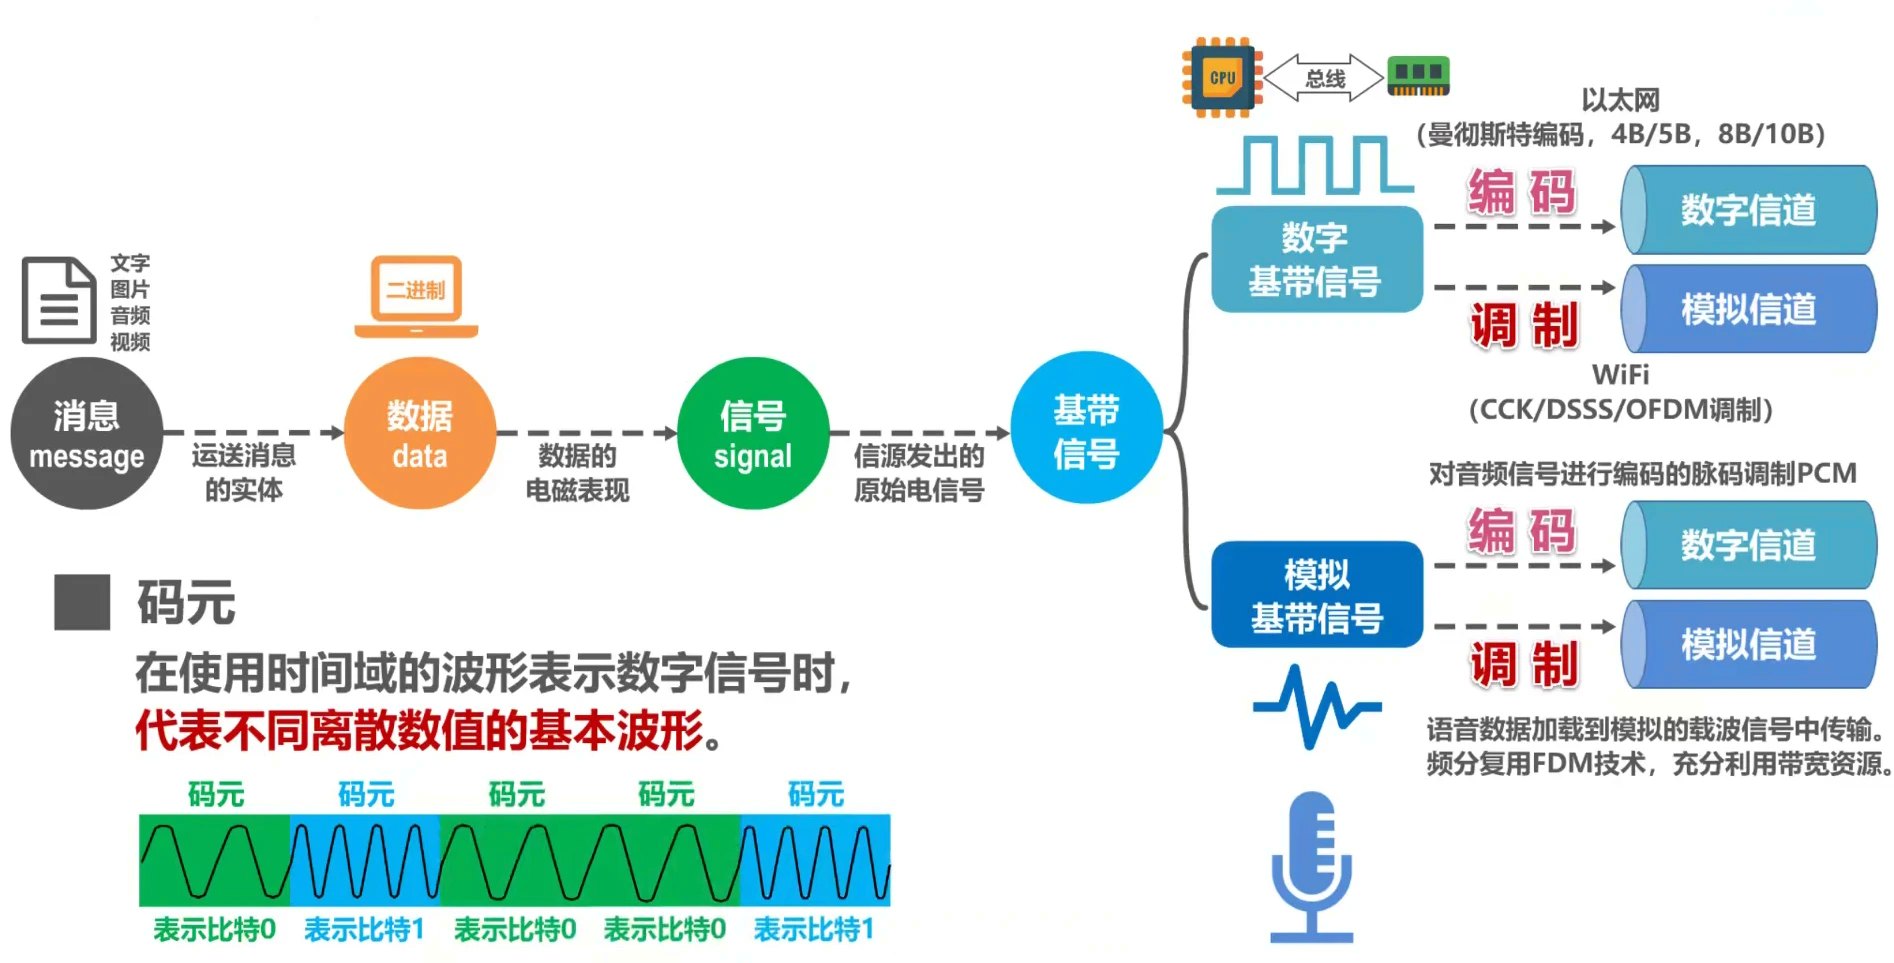 文字
图片
音频
视频
消息
message
运送消息
的实体
二进制
数据
data
数据的
电磁表现
信号
signal
信源发出的
原始电信号
基带
信号
CPU
总线
数字
基带信号
以太网
（曼彻斯特编码，4B/5B，8B/10B）
编 码
数字信道
调 制
模拟信道
WiFi
（CCK/DSSS/OFDM调制）
模拟
基带信号
对音频信号进行编码的脉码调制PCM
编 码
数字信道
调 制
模拟信道
语音数据加载到模拟的载波信号中传输。
频分复用FDM技术，充分利用带宽资源。
码元
在使用时间域的波形表示数字信号时，
代表不同离散数值的基本波形。
码元 码元 码元 码元 码元
表示比特0 表示比特1 表示比特0 表示比特0 表示比特1